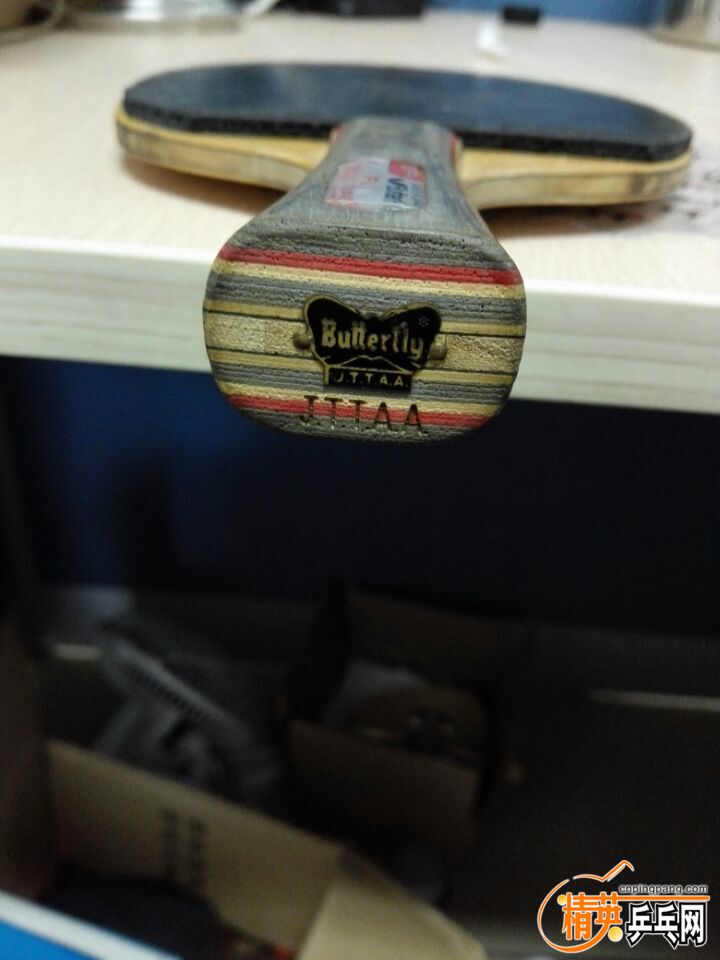 Butterfly
J.T.T.A.A.
JTTAA
cnpingpang.com
精英乒乓网